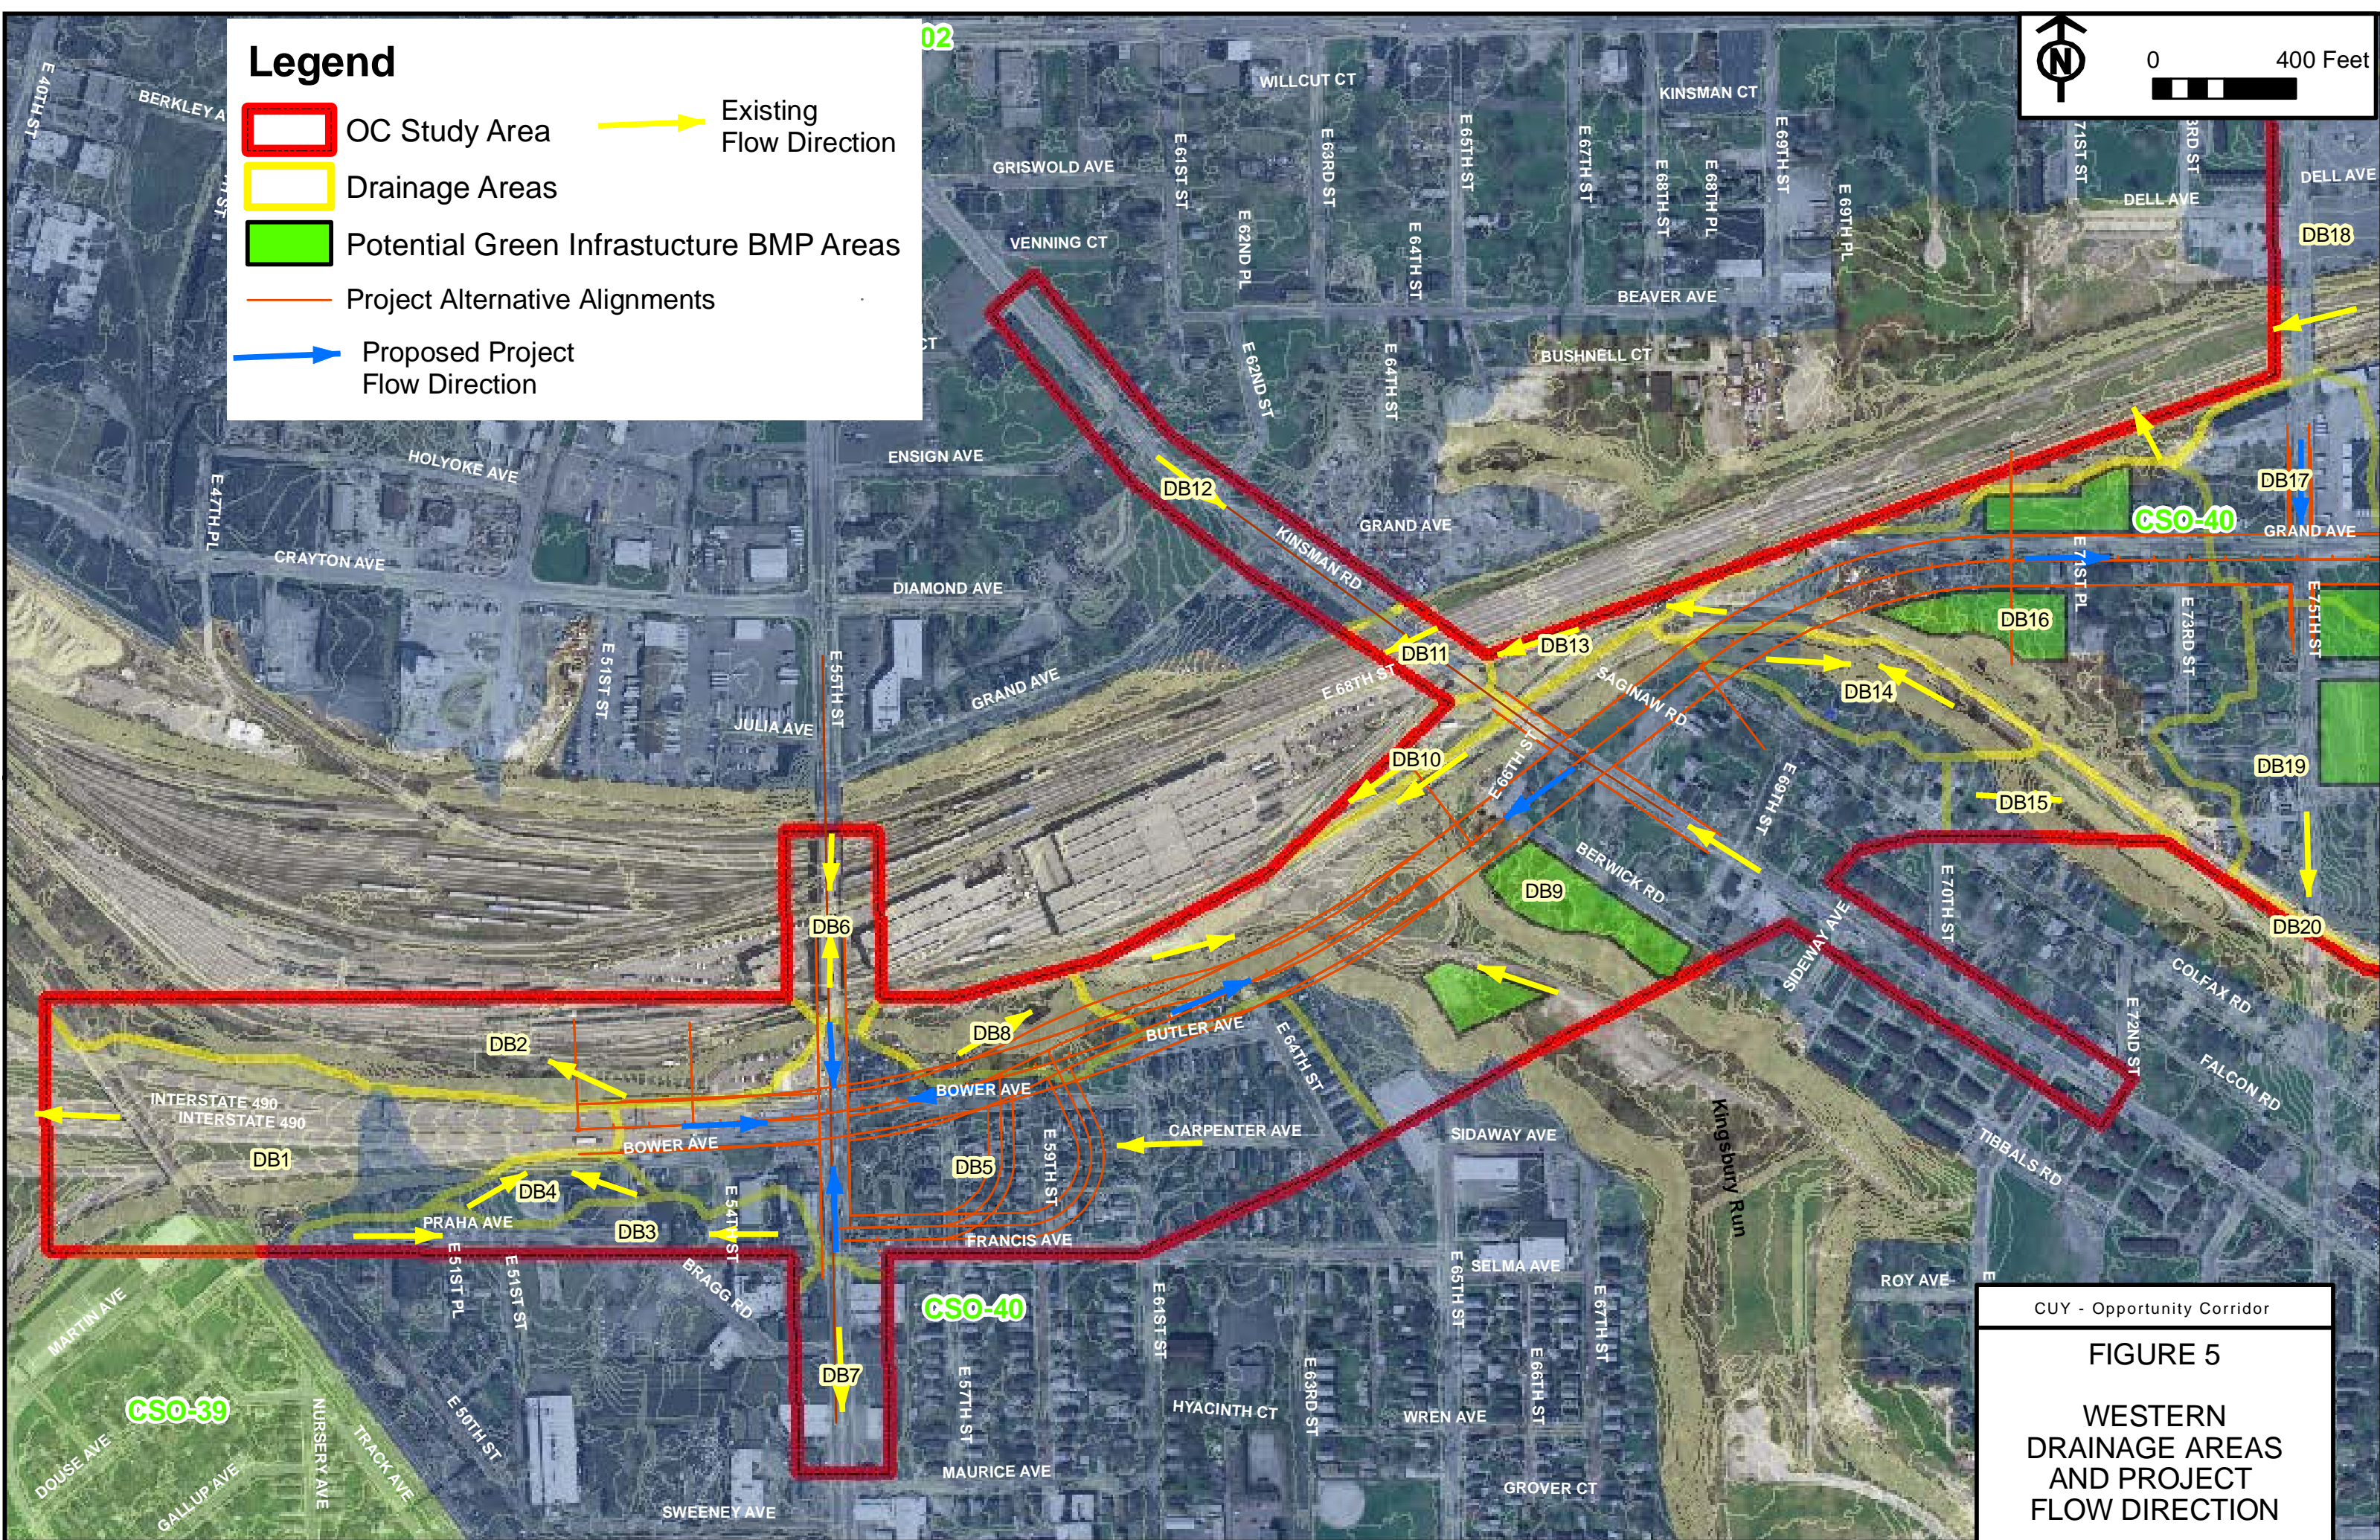 Legend
OC Study Area
Existing
Flow Direction
Drainage Areas
Potential Green Infrastucture BMP Areas
Project Alternative Alignments
Proposed Project
Flow Direction
02
N
0 400 Feet
E 40TH ST
BERKLEY A
WILLCUT CT
KINSMAN CT
GRISWOLD AVE
E 61ST ST
E 63RD ST
E 65TH ST
E 67TH ST
E 68TH ST
E 68TH PL
E 69TH ST
E 69TH PL
71ST ST
3RD ST
DELL AVE
DELL AVE
DB18
VENNING CT
E 62ND PL
E 64TH ST
BEAVER AVE
CT
E 62ND ST
E 64TH ST
BUSHNELL CT
HOLYOKE AVE
E 47TH PL
ENSIGN AVE
DB12
KINSMAN RD
GRAND AVE
DB17
CSO-40
GRAND AVE
CRAYTON AVE
DIAMOND AVE
E 71ST PL
E 73RD ST
E 75TH ST
DB16
E 51ST ST
E 55TH ST
JULIA AVE
GRAND AVE
DB11
DB13
E 68TH ST
SAGINAW RD
DB14
DB10
E 66TH ST
E 69TH ST
DB19
DB15
BERWICK RD
DB9
E 70TH ST
SIDEWAY AVE
DB6
DB20
COLFAX RD
E 72ND ST
FALCON RD
DB2
DB8
BUTLER AVE
E 64TH ST
BOWER AVE
INTERSTATE 490
INTERSTATE 490
BOWER AVE
DB1
CARPENTER AVE
SIDAWAY AVE
Kingsbury Run
TIBBALS RD
DB5
E 59TH ST
DB4
E 54TH ST
PRAHA AVE
DB3
FRANCIS AVE
E 51ST PL
E 51ST ST
BRAGG RD
E 65TH ST
SELMA AVE
E 67TH ST
ROY AVE
E
MARTIN AVE
CSO-40
E 61ST ST
CSO-39
DB7
E 57TH ST
E 63RD ST
E 66TH ST
HYACINTH CT
WREN AVE
DOUSE AVE
NURSERY AVE
TRACK AVE
E 50TH ST
GALLUP AVE
MAURICE AVE
GROVER CT
SWEENEY AVE
CUY - Opportunity Corridor
FIGURE 5
WESTERN
DRAINAGE AREAS
AND PROJECT
FLOW DIRECTION